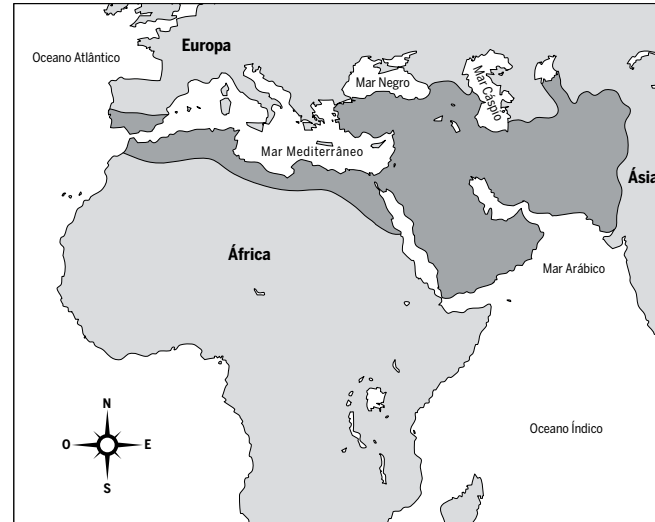 Oceano Atlântico
Europa
Mar Negro
Mar Cáspio
Mar Mediterrâneo
Ásia
África
Mar Arábico
N
O
E
S
Oceano Índico